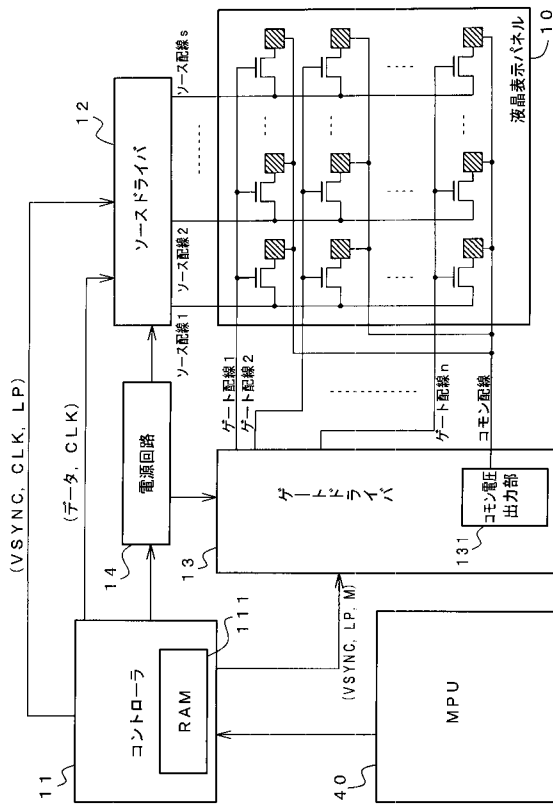 (VSYNC, CLK, LP)
(データ, CLK)
11
コントローラ
RAM
111
14
電源回路
12
ソースドライバ
ソース配線1
ソース配線2
ソース配線s
13
ゲートドライバ
ゲート配線1
ゲート配線2
ゲート配線n
コモン配線
131
コモン電圧
出力部
(VSYNC, LP, M)
40
MPU
液晶表示パネル
10